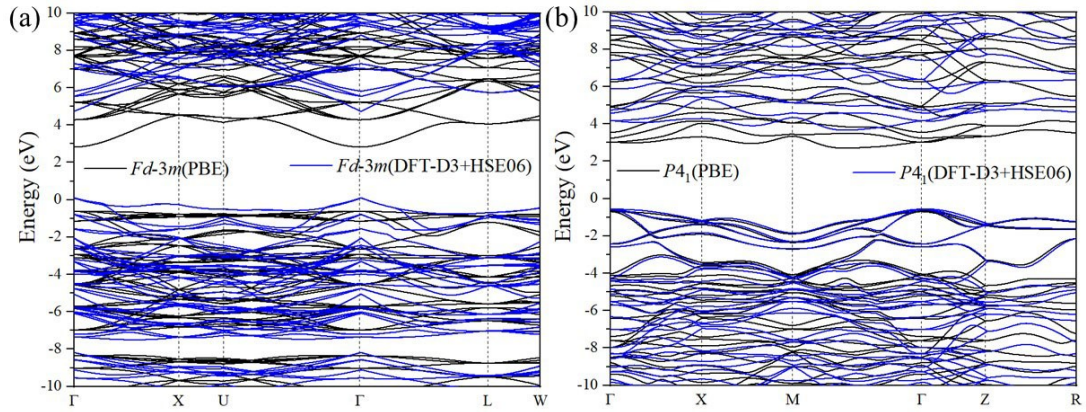 (a)
Energy (eV)
10
8
6
4
2
0
-2
-4
-6
-8
-10
Fd-3m(PBE)
Fd-3m(DFT-D3+HSE06)
Γ X U Γ L W
(b)
Energy (eV)
10
8
6
4
2
0
-2
-4
-6
-8
-10
P4₁(PBE)
P4₁(DFT-D3+HSE06)
Γ X M Γ Z R